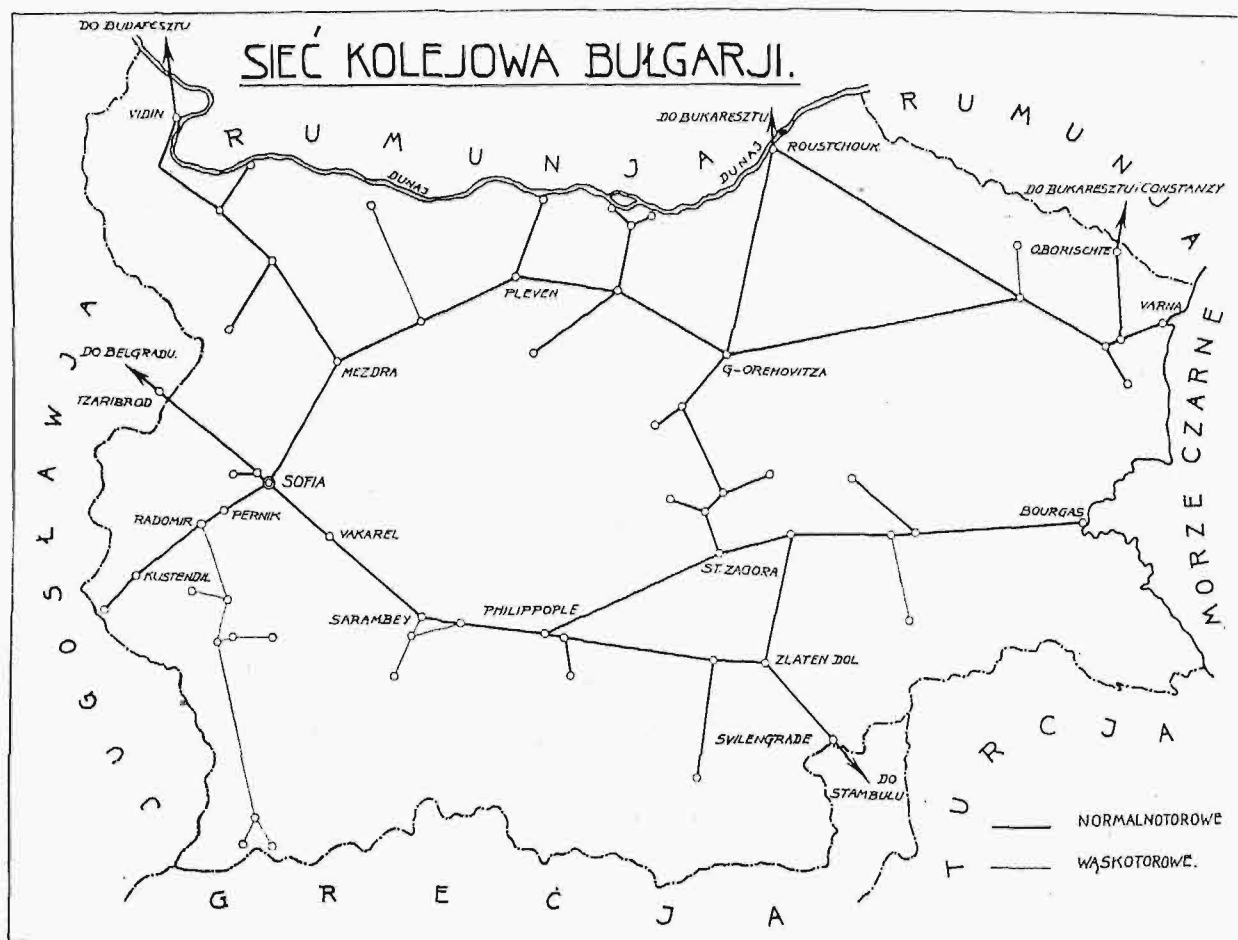 SIEĆ KOLEJOWA BUŁGARJI.
DO BUDAPESZTU
VIDIN
RUMUNJA
DUNAJ
DO BUKARESZTU
DUNAJ
ROUSTCHOUK
RUMUNJA
DO BUKARESZTU i CONSTANZY
OBORISCHTE
VARNA
PLEVEN
MEZDRA
G-OREHOVITZA
DO BELGRADU.
TZARIBROD
SOFIA
PERNIK
RADOMIR
VAKAREL
KUSTENDIL
BOURGAS
ST. ZAGORA
PHILIPPOPLE
SARAMBEY
ZLATEN DOL
SVILENGRADE
DO
STAMBUŁU
JUGOSŁAWJA
MORZE CZARNE
TURCJA
GREĆJA
NORMALNOTOROWE
WĄSKOTOROWE.